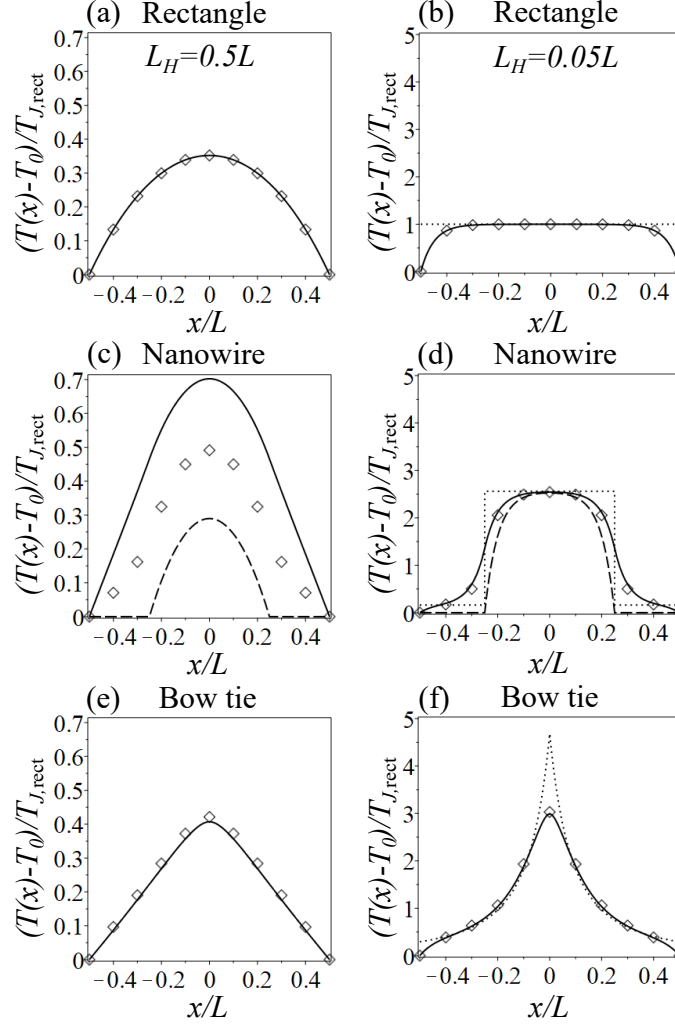 (a) Rectangle
L_H=0.5L
(T(x)-T_0)/T_{J,rect}
0.7
0.6
0.5
0.4
0.3
0.2
0.1
0
−0.4 −0.2 0 0.2 0.4
x/L
(b) Rectangle
L_H=0.05L
(T(x)-T_0)/T_{J,rect}
5
4
3
2
1
0
−0.4 −0.2 0 0.2 0.4
x/L
(c) Nanowire
(T(x)-T_0)/T_{J,rect}
0.7
0.6
0.5
0.4
0.3
0.2
0.1
0
−0.4 −0.2 0 0.2 0.4
x/L
(d) Nanowire
(T(x)-T_0)/T_{J,rect}
5
4
3
2
1
0
−0.4 −0.2 0 0.2 0.4
x/L
(e) Bow tie
(T(x)-T_0)/T_{J,rect}
0.7
0.6
0.5
0.4
0.3
0.2
0.1
0
−0.4 −0.2 0 0.2 0.4
x/L
(f) Bow tie
(T(x)-T_0)/T_{J,rect}
5
4
3
2
1
0
−0.4 −0.2 0 0.2 0.4
x/L